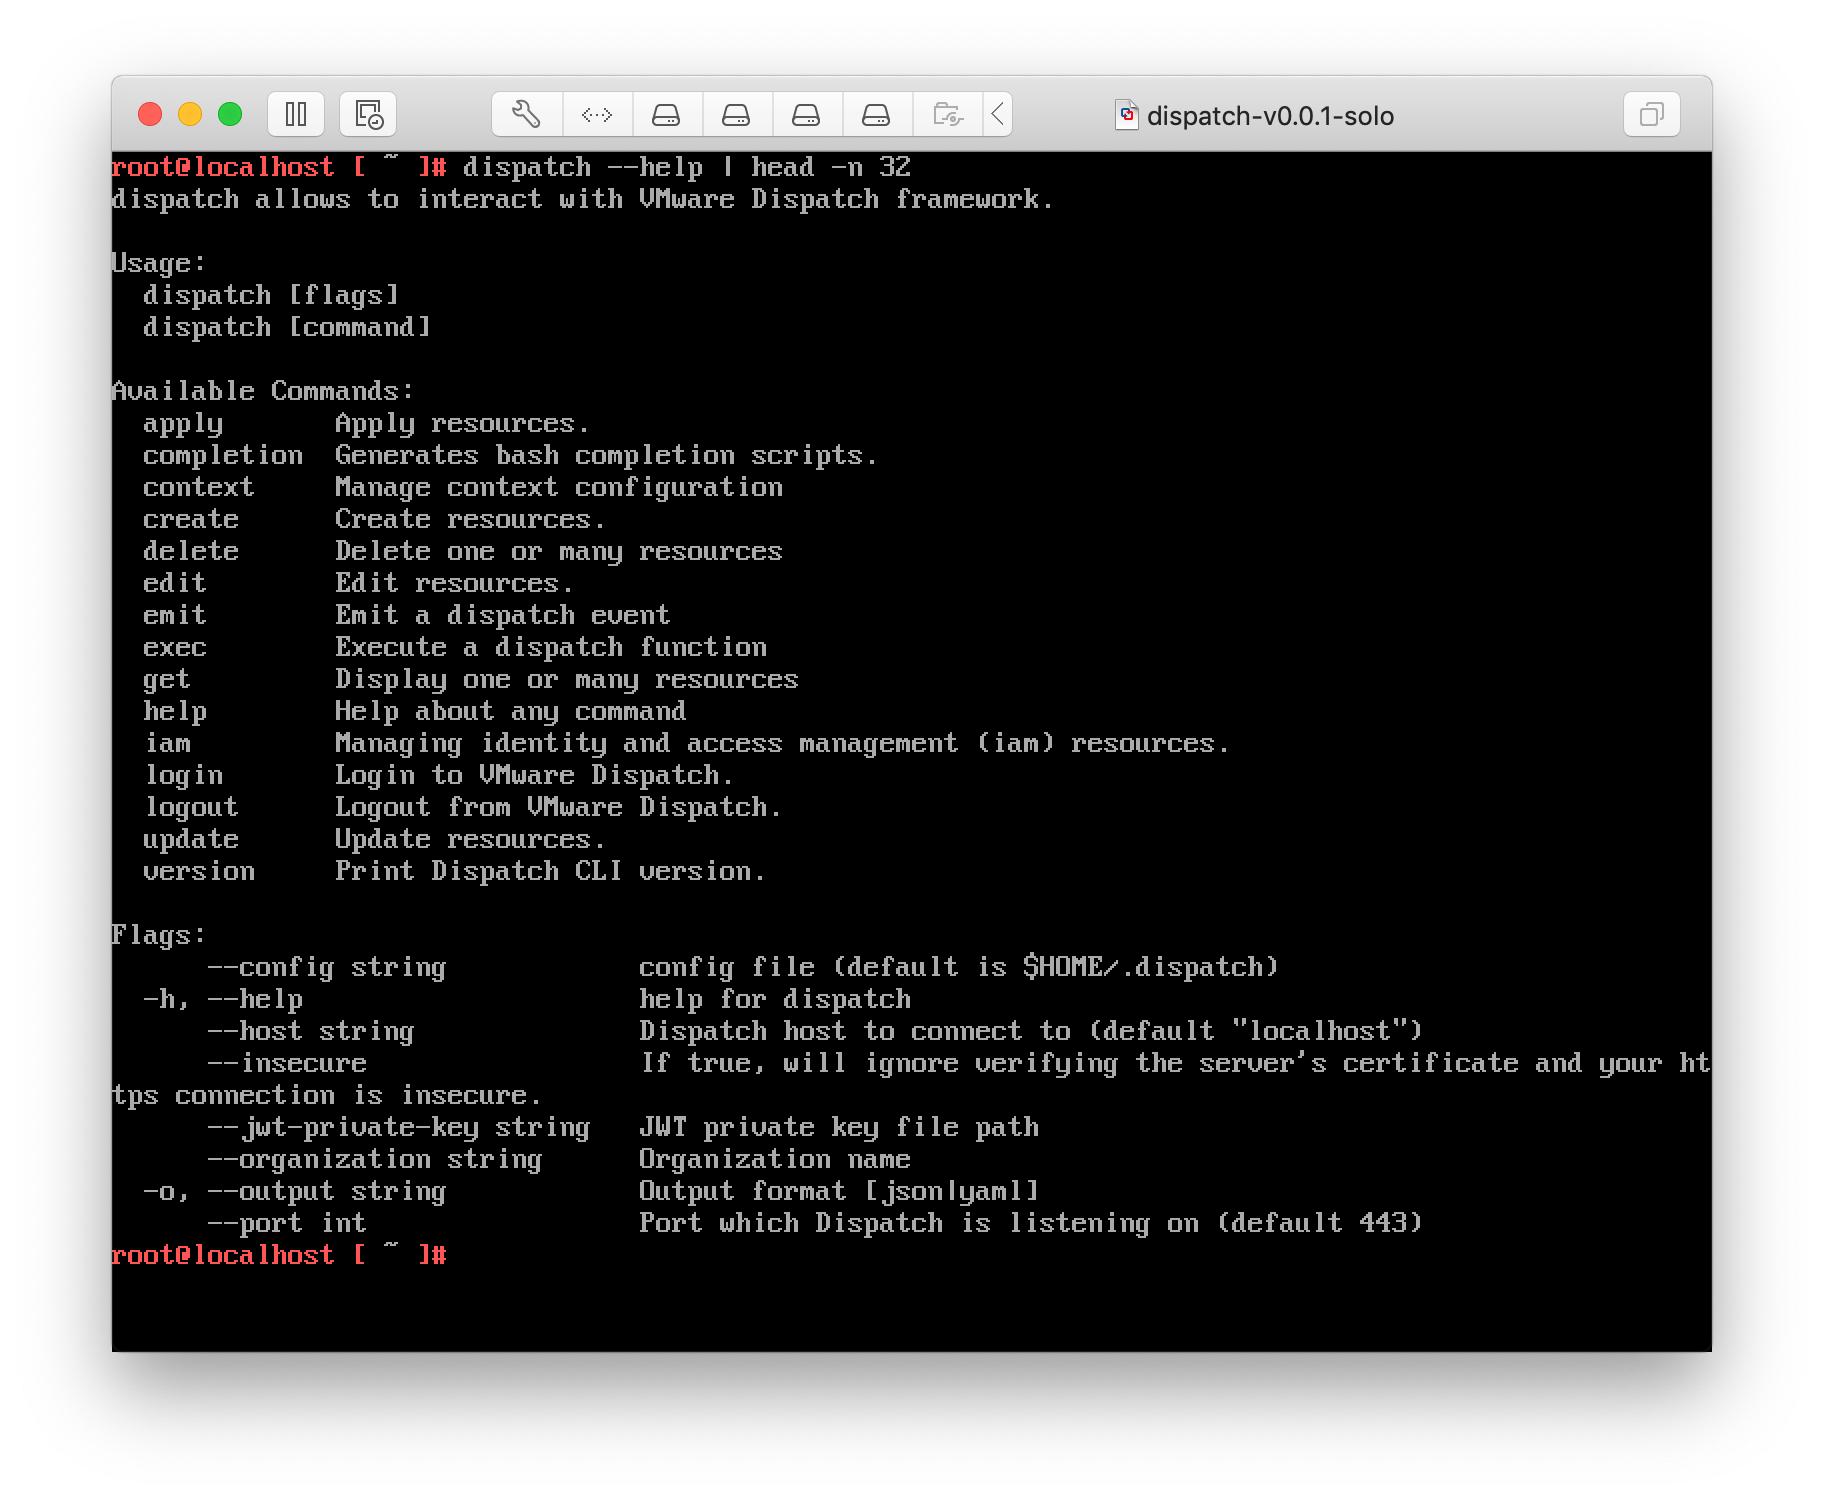 dispatch-v0.0.1-solo
root@localhost [ ~ ]# dispatch --help | head -n 32
dispatch allows to interact with VMware Dispatch framework.
Usage:
  dispatch [flags]
  dispatch [command]
Available Commands:
  apply       Apply resources.
  completion  Generates bash completion scripts.
  context     Manage context configuration
  create      Create resources.
  delete      Delete one or many resources
  edit        Edit resources.
  emit        Emit a dispatch event
  exec        Execute a dispatch function
  get         Display one or many resources
  help        Help about any command
  iam         Managing identity and access management (iam) resources.
  login       Login to VMware Dispatch.
  logout      Logout from VMware Dispatch.
  update      Update resources.
  version     Print Dispatch CLI version.
Flags:
      --config string            config file (default is $HOME/.dispatch)
  -h, --help                     help for dispatch
      --host string              Dispatch host to connect to (default "localhost")
      --insecure                 If true, will ignore verifying the server's certificate and your ht
tps connection is insecure.
      --jwt-private-key string   JWT private key file path
      --organization string      Organization name
  -o, --output string            Output format [json|yaml]
      --port int                 Port which Dispatch is listening on (default 443)
root@localhost [ ~ ]#